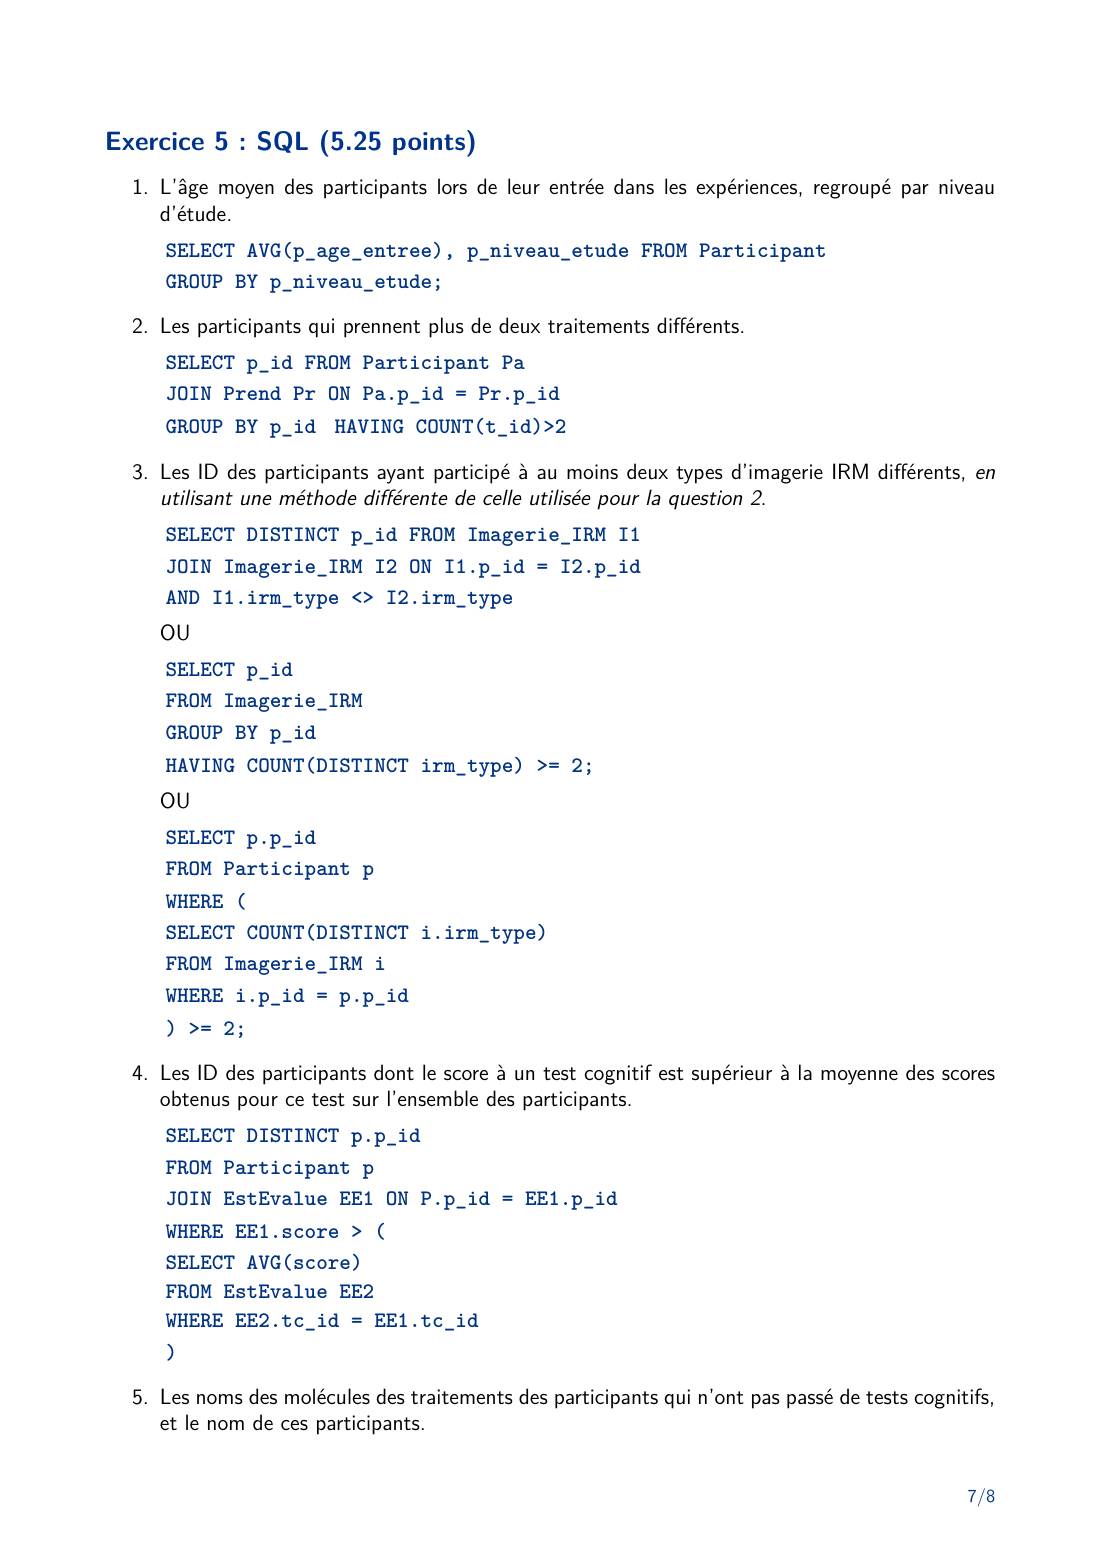 Exercice 5 : SQL (5.25 points)
1. L'âge moyen des participants lors de leur entrée dans les expériences, regroupé par niveau
d'étude.
SELECT AVG(p_age_entree), p_niveau_etude FROM Participant
GROUP BY p_niveau_etude;
2. Les participants qui prennent plus de deux traitements différents.
SELECT p_id FROM Participant Pa
JOIN Prend Pr ON Pa.p_id = Pr.p_id
GROUP BY p_id HAVING COUNT(t_id)>2
3. Les ID des participants ayant participé à au moins deux types d'imagerie IRM différents, en
utilisant une méthode différente de celle utilisée pour la question 2.
SELECT DISTINCT p_id FROM Imagerie_IRM I1
JOIN Imagerie_IRM I2 ON I1.p_id = I2.p_id
AND I1.irm_type <> I2.irm_type
OU
SELECT p_id
FROM Imagerie_IRM
GROUP BY p_id
HAVING COUNT(DISTINCT irm_type) >= 2;
OU
SELECT p.p_id
FROM Participant p
WHERE (
SELECT COUNT(DISTINCT i.irm_type)
FROM Imagerie_IRM i
WHERE i.p_id = p.p_id
) >= 2;
4. Les ID des participants dont le score à un test cognitif est supérieur à la moyenne des scores
obtenus pour ce test sur l'ensemble des participants.
SELECT DISTINCT p.p_id
FROM Participant p
JOIN EstEvalue EE1 ON P.p_id = EE1.p_id
WHERE EE1.score > (
SELECT AVG(score)
FROM EstEvalue EE2
WHERE EE2.tc_id = EE1.tc_id
)
5. Les noms des molécules des traitements des participants qui n'ont pas passé de tests cognitifs,
et le nom de ces participants.
7/8